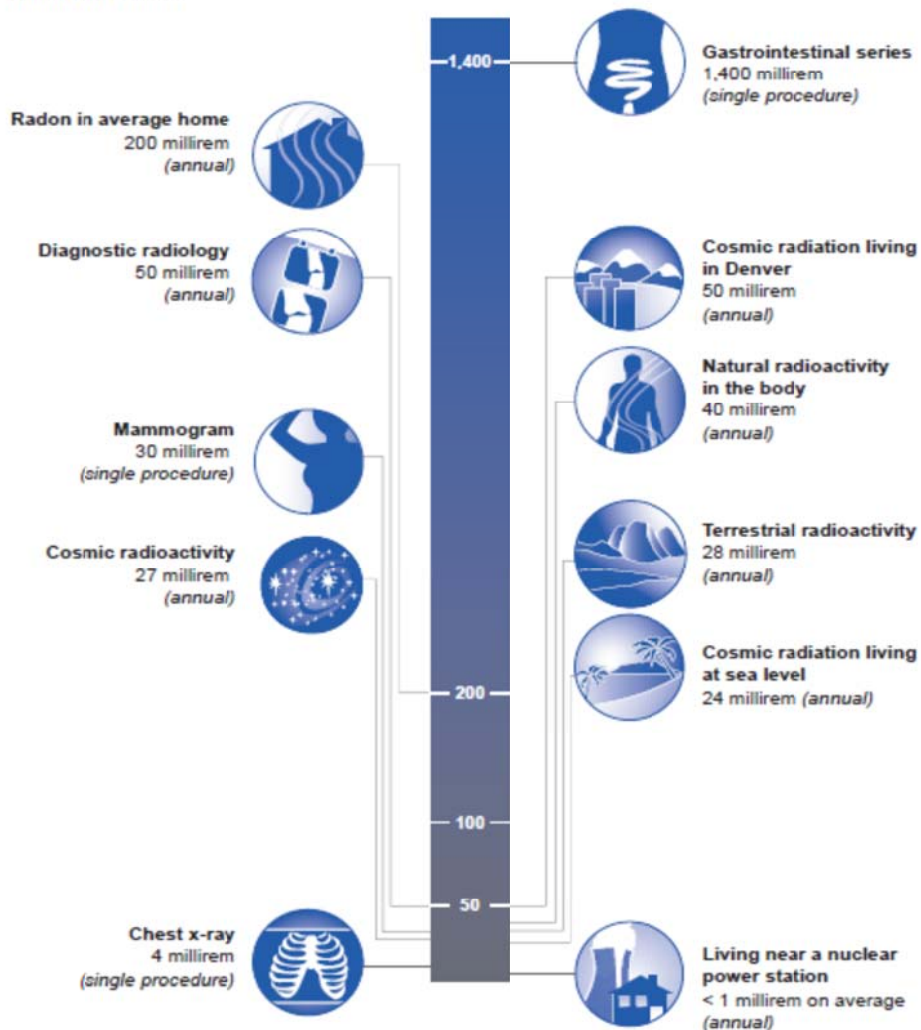 1,400
Gastrointestinal series
1,400 millirem
(single procedure)
Radon in average home
200 millirem
(annual)
Diagnostic radiology
50 millirem
(annual)
Cosmic radiation living
in Denver
50 millirem
(annual)
Natural radioactivity
in the body
40 millirem
(annual)
Mammogram
30 millirem
(single procedure)
Terrestrial radioactivity
28 millirem
(annual)
Cosmic radioactivity
27 millirem
(annual)
Cosmic radiation living
at sea level
24 millirem (annual)
200
100
50
Chest x-ray
4 millirem
(single procedure)
Living near a nuclear
power station
< 1 millirem on average
(annual)